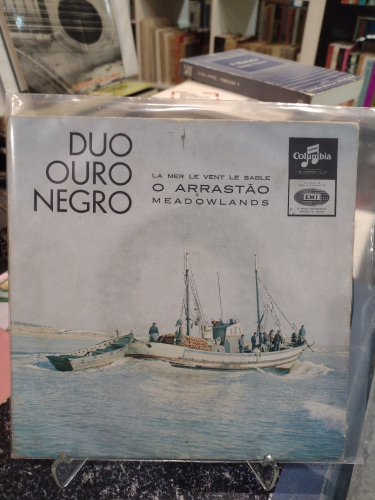 DUO
OURO
NEGRO
LA MER LE VENT LE SABLE
O ARRASTÃO
MEADOWLANDS
Columbia
EMI